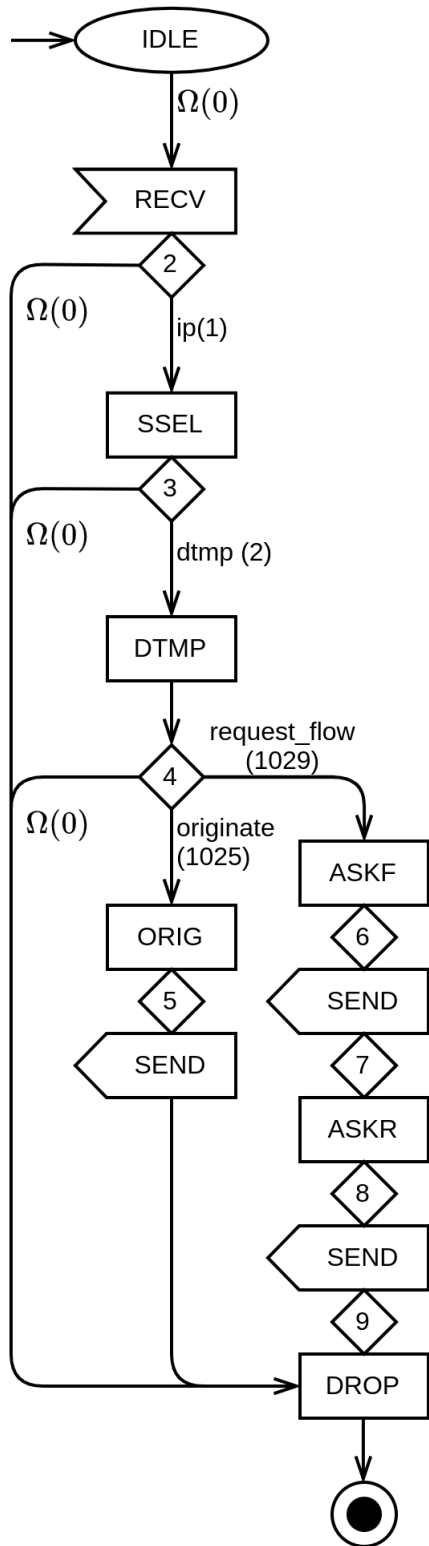 IDLE
Ω(0)
RECV
2
Ω(0)
ip(1)
SSEL
3
Ω(0)
dtmp (2)
DTMP
request_flow
(1029)
4
Ω(0)
originate
(1025)
ASKF
ORIG
6
5
SEND
SEND
7
ASKR
8
SEND
9
DROP